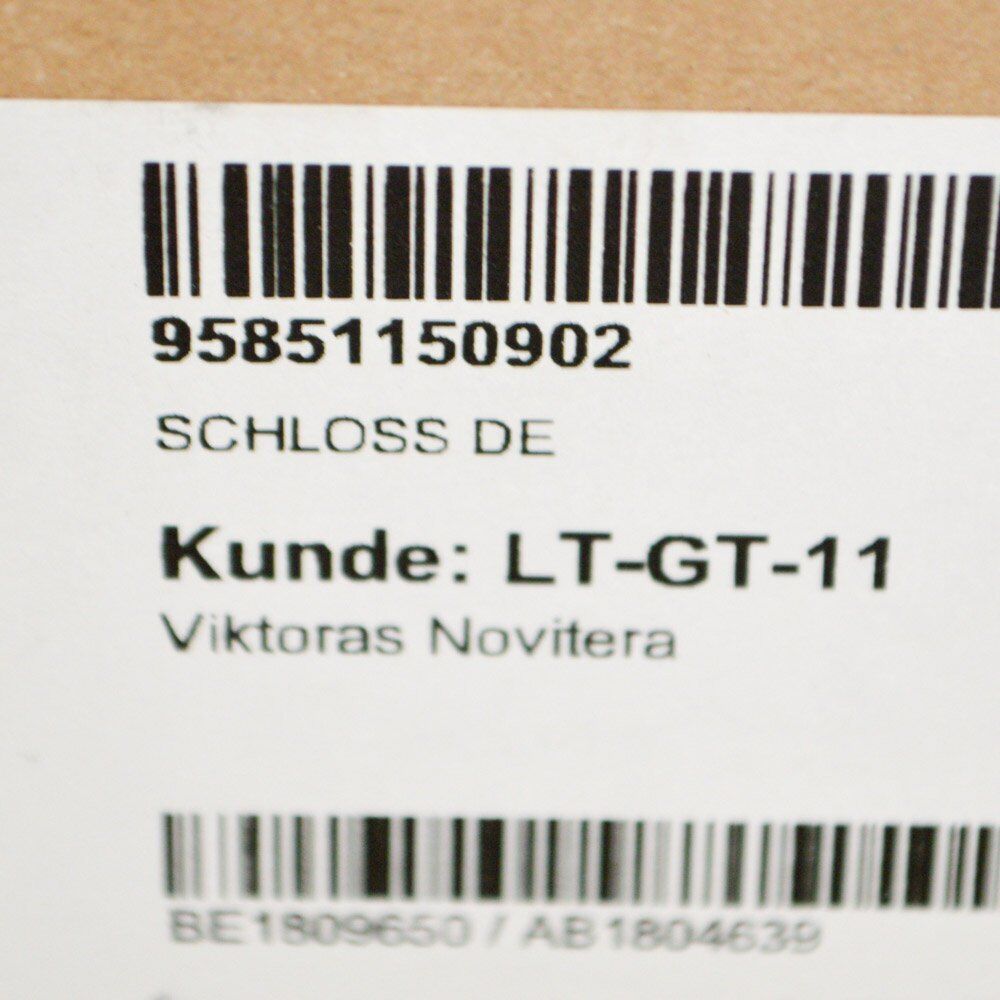 95851150902
SCHLOSS DE
Kunde: LT-GT-11
Viktoras Novitera
BE1809650 / AB1804639